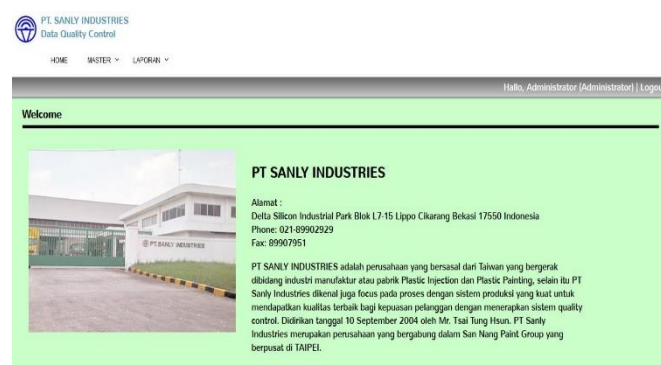 PT. SANLY INDUSTRIES
Data Quality Control
HOME MASTER LAPORAN
Hallo, Administrator (Administrator) | Logou
Welcome
PT. SANLY INDUSTRIES
PT SANLY INDUSTRIES
Alamat :
Delta Silicon Industrial Park Blok L7-15 Lippo Cikarang Bekasi 17550 Indonesia
Phone: 021-89902929
Fax: 89907951
PT SANLY INDUSTRIES adalah perusahaan yang bersasal dari Taiwan yang bergerak
dibidang industri manufaktur atau pabrik Plastic Injection dan Plastic Painting, selain itu PT
Sanly Industries dikenal juga focus pada proses dengan sistem produksi yang kuat untuk
mendapatkan kualitas terbaik bagi kepuasan pelanggan dengan menerapkan sistem quality
control. Didirikan tanggal 10 September 2004 oleh Mr. Tsai Tung Hsun. PT Sanly
Industries merupakan perusahaan yang bergabung dalam San Nang Paint Group yang
berpusat di TAIPEI.